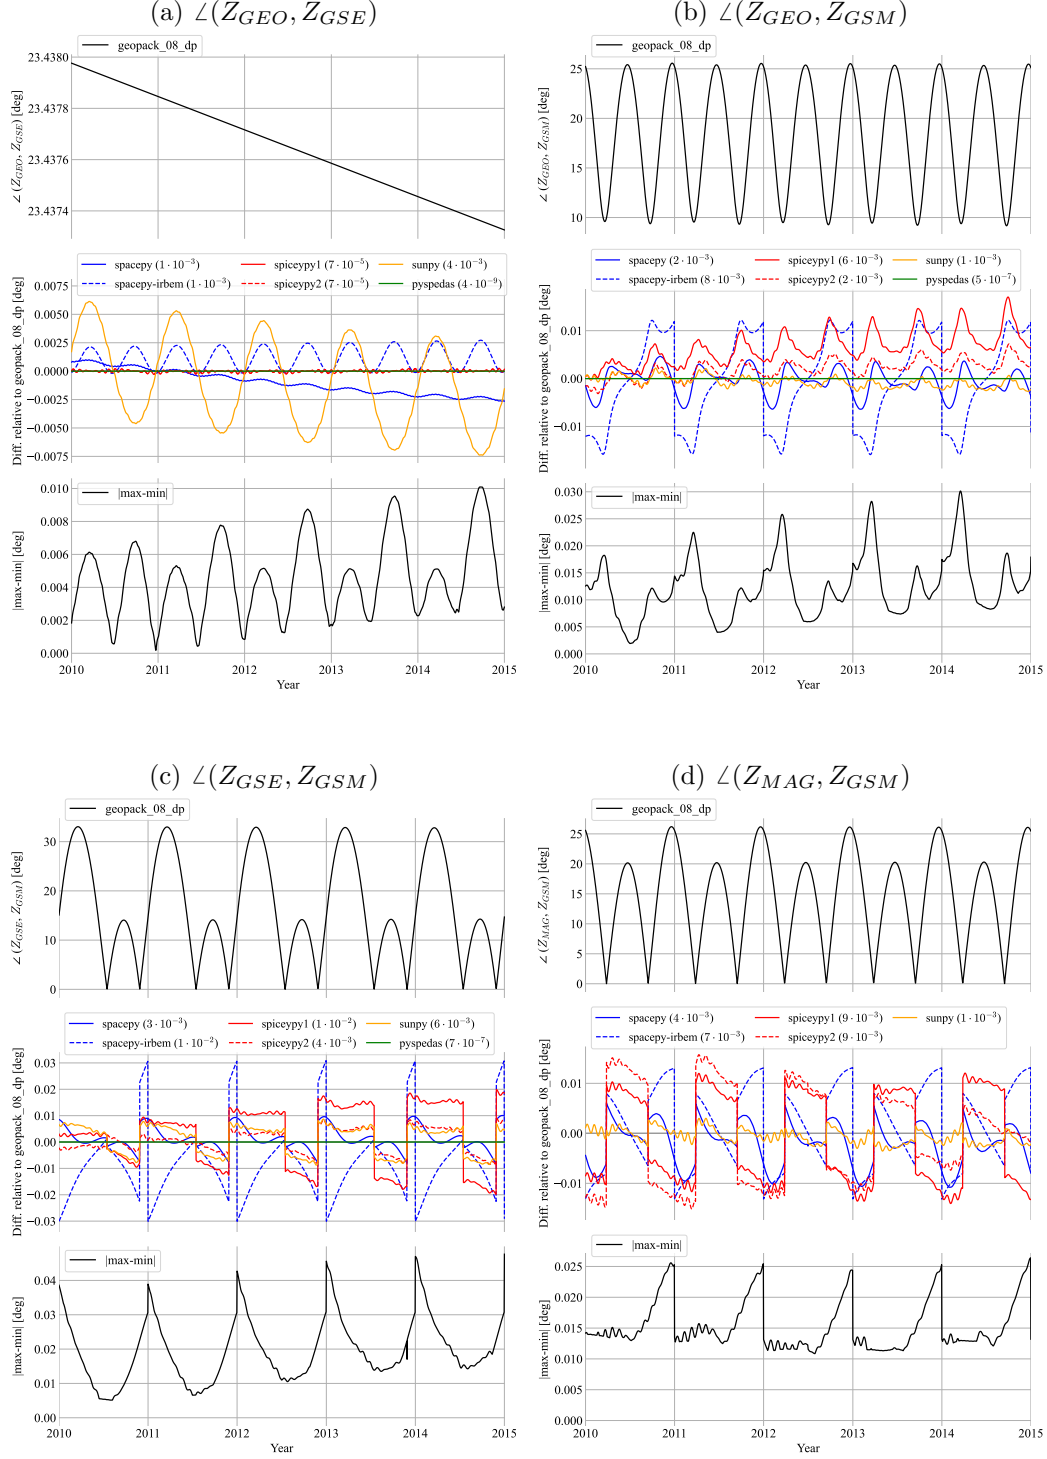 (a) ∠(Z_GEO, Z_GSE)
geopack_08_dp
23.4380
23.4378
23.4376
23.4374
∠(Z_GEO, Z_GSE) [deg]
spacepy (1 · 10⁻³)
spiceypy1 (7 · 10⁻⁵)
sunpy (4 · 10⁻³)
spacepy-irbem (1 · 10⁻³)
spiceypy2 (7 · 10⁻⁵)
pyspedas (4 · 10⁻⁹)
0.0075
0.0050
0.0025
0.0000
−0.0025
−0.0050
−0.0075
Diff. relative to geopack_08_dp [deg]
|max-min|
0.010
0.008
0.006
0.004
0.002
0.000
|max-min| [deg]
2010 2011 2012 2013 2014 2015
Year
(b) ∠(Z_GEO, Z_GSM)
geopack_08_dp
25
20
15
10
∠(Z_GEO, Z_GSM) [deg]
spacepy (2 · 10⁻³)
spiceypy1 (6 · 10⁻³)
sunpy (1 · 10⁻³)
spacepy-irbem (8 · 10⁻³)
spiceypy2 (2 · 10⁻³)
pyspedas (5 · 10⁻⁷)
0.01
0.00
−0.01
Diff. relative to geopack_08_dp [deg]
|max-min|
0.030
0.025
0.020
0.015
0.010
0.005
0.000
|max-min| [deg]
2010 2011 2012 2013 2014 2015
Year
(c) ∠(Z_GSE, Z_GSM)
geopack_08_dp
30
20
10
0
∠(Z_GSE, Z_GSM) [deg]
spacepy (3 · 10⁻³)
spiceypy1 (1 · 10⁻²)
sunpy (6 · 10⁻³)
spacepy-irbem (1 · 10⁻²)
spiceypy2 (4 · 10⁻³)
pyspedas (7 · 10⁻⁷)
0.03
0.02
0.01
0.00
−0.01
−0.02
−0.03
Diff. relative to geopack_08_dp [deg]
|max-min|
0.04
0.03
0.02
0.01
0.00
|max-min| [deg]
2010 2011 2012 2013 2014 2015
Year
(d) ∠(Z_MAG, Z_GSM)
geopack_08_dp
25
20
15
10
5
0
∠(Z_MAG, Z_GSM) [deg]
spacepy (4 · 10⁻³)
spiceypy1 (9 · 10⁻³)
sunpy (1 · 10⁻³)
spacepy-irbem (7 · 10⁻³)
spiceypy2 (9 · 10⁻³)
0.01
0.00
−0.01
Diff. relative to geopack_08_dp [deg]
|max-min|
0.025
0.020
0.015
0.010
0.005
0.000
|max-min| [deg]
2010 2011 2012 2013 2014 2015
Year